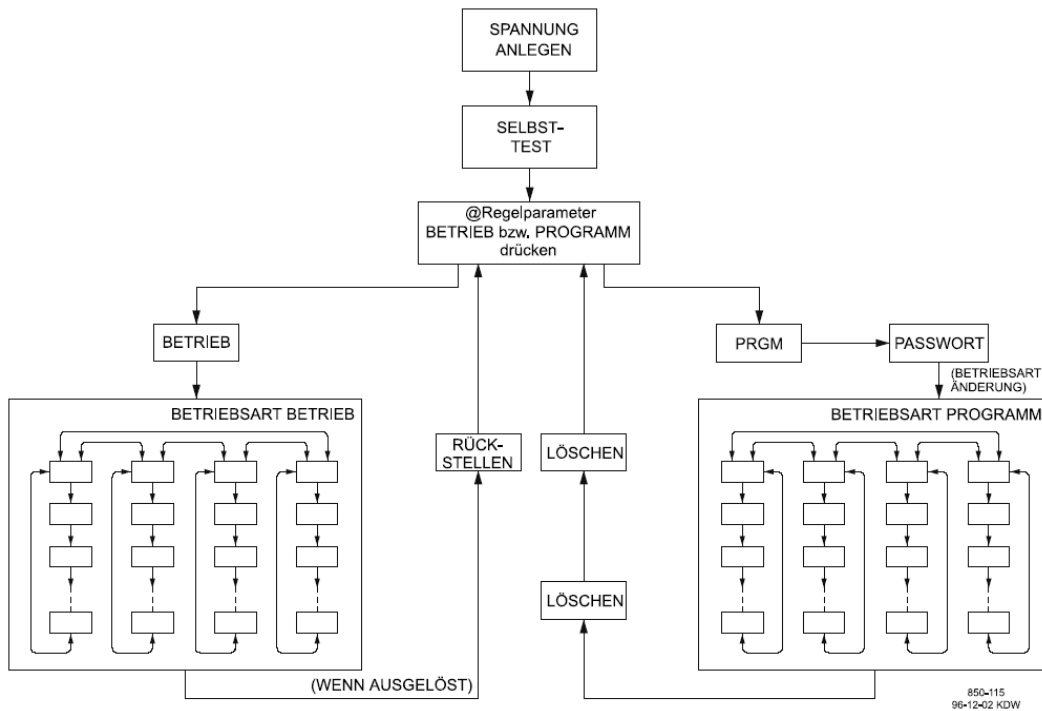 SPANNUNG
ANLEGEN
SELBST-
TEST
@Regelparameter
BETRIEB bzw. PROGRAMM
drücken
BETRIEB
PRGM
PASSWORT
(BETRIEBSART
ÄNDERUNG)
BETRIEBSART BETRIEB
BETRIEBSART PROGRAMM
RÜCK-
STELLEN
LÖSCHEN
LÖSCHEN
(WENN AUSGELÖST)
850-115
96-12-02 KDW